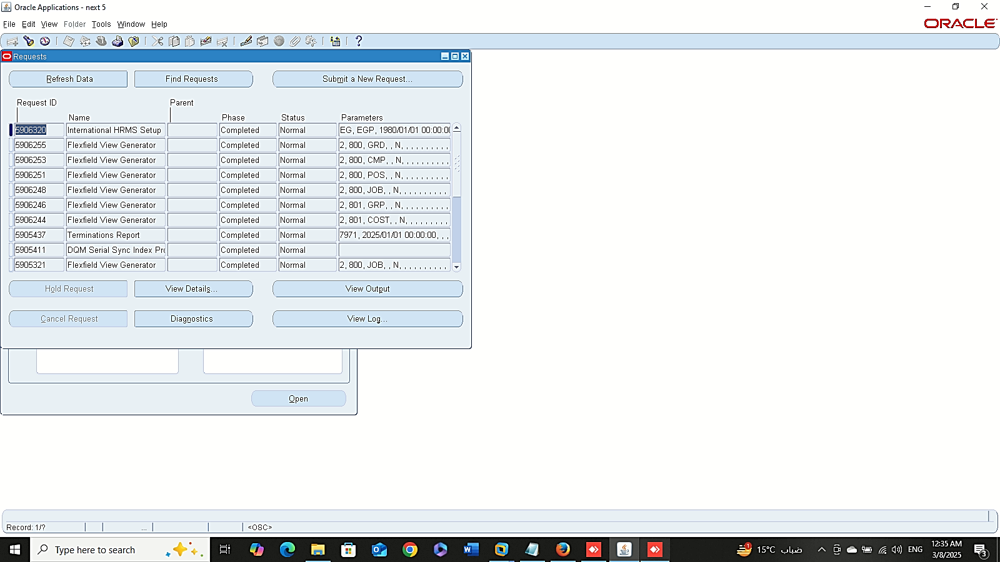 Oracle Applications - next 5
File Edit View Folder Tools Window Help
ORACLE
Requests
Refresh Data Find Requests Submit a New Request...
Request ID Parent
Name Phase Status Parameters
5906320 International HRMS Setup Completed Normal EG, EGP, 1980/01/01 00:00:00
5906255 Flexfield View Generator Completed Normal 2, 800, GRD, , N, , , , , , , , , ,
5906253 Flexfield View Generator Completed Normal 2, 800, CMP, , N, , , , , , , , , ,
5906251 Flexfield View Generator Completed Normal 2, 800, POS, , N, , , , , , , , , ,
5906248 Flexfield View Generator Completed Normal 2, 800, JOB, , N, , , , , , , , , ,
5906246 Flexfield View Generator Completed Normal 2, 801, GRP, , N, , , , , , , , , ,
5906244 Flexfield View Generator Completed Normal 2, 801, COST, , N, , , , , , , , ,
5905437 Terminations Report Completed Normal 7971, 2025/01/01 00:00:00, , ,
5905411 DQM Serial Sync Index Pro Completed Normal
5905321 Flexfield View Generator Completed Normal 2, 800, JOB, , N, , , , , , , , , ,
Hold Request View Details... View Output
Cancel Request Diagnostics View Log...
Open
Record: 1/? ... <OSC>
Type here to search 1 15°C ضباب ENG 12:35 AM
3/8/2025 3